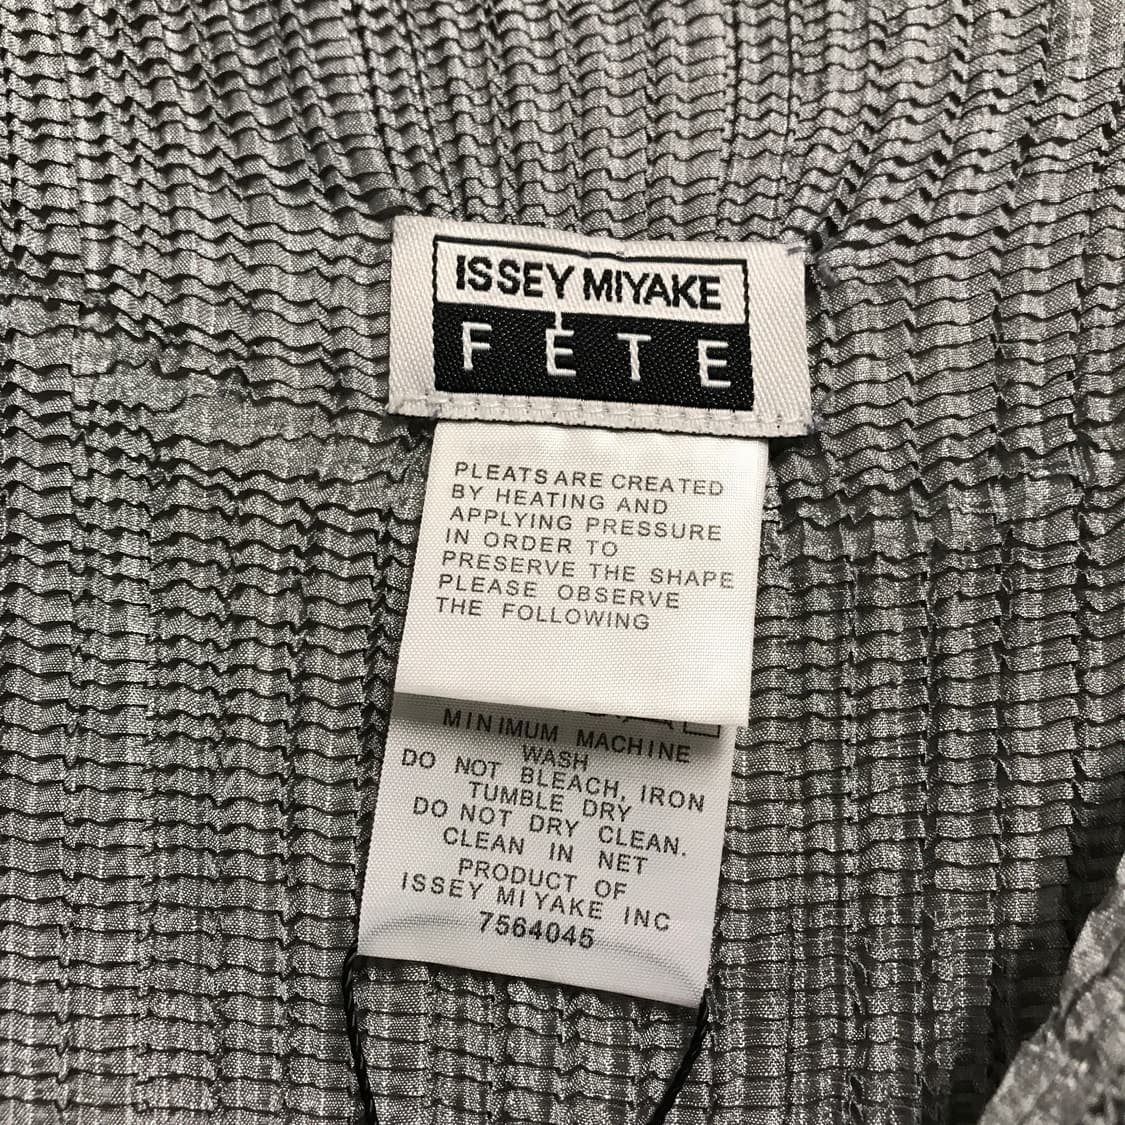 ISSEY MIYAKE
FÊTE
PLEATS ARE CREATED
BY HEATING AND
APPLYING PRESSURE
IN ORDER TO
PRESERVE THE SHAPE
PLEASE OBSERVE
THE FOLLOWING
MINIMUM MACHINE
WASH
DO NOT BLEACH, IRON
TUMBLE DRY
DO NOT DRY CLEAN.
CLEAN IN NET
PRODUCT OF
ISSEY MIYAKE INC
7564045